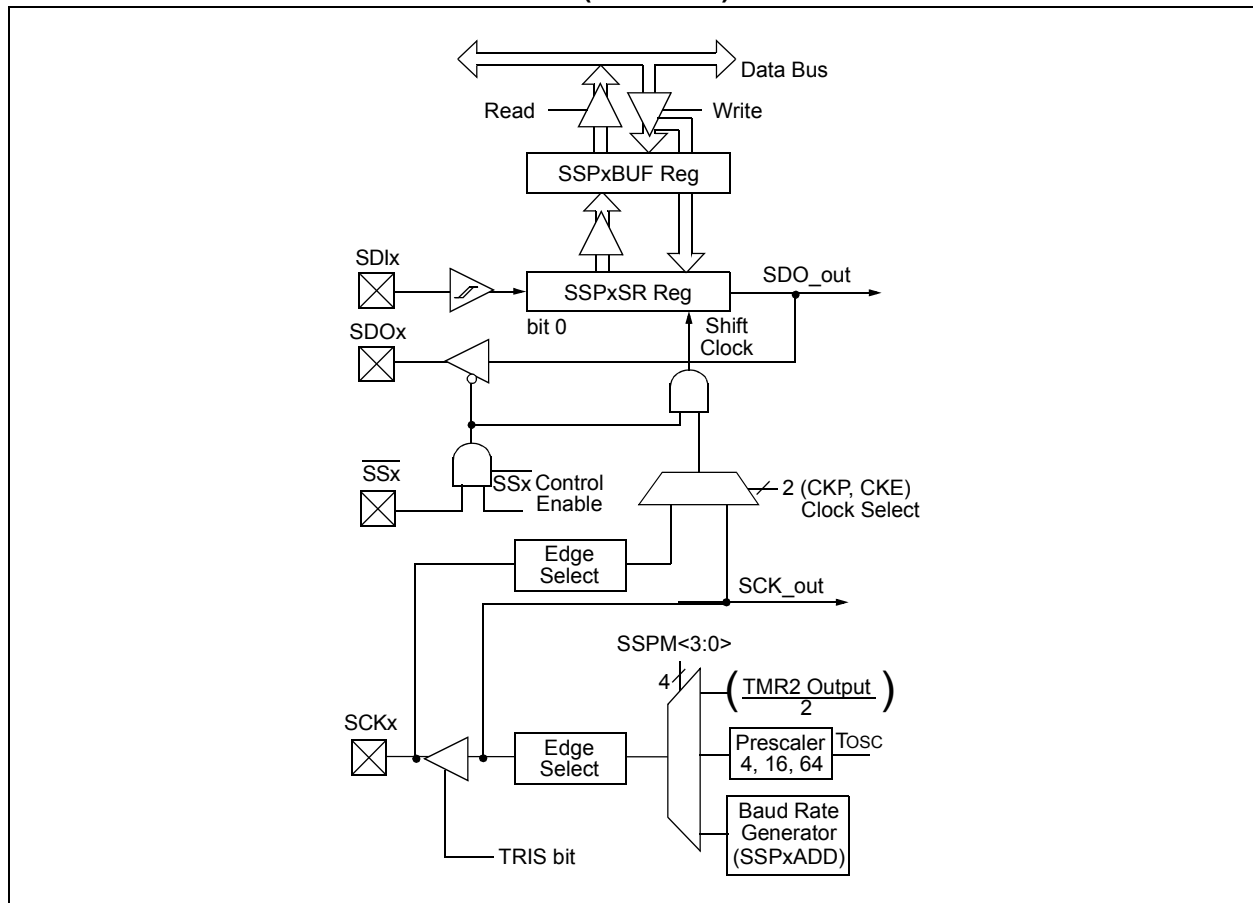 Data Bus
Read
Write
SSPxBUF Reg
SDIx
SSPxSR Reg
SDO_out
bit 0
Shift
Clock
SDOx
SSx
SSx Control
Enable
2 (CKP, CKE)
Clock Select
Edge
Select
SCK_out
SSPM<3:0>
4
(TMR2 Output)
2
SCKx
Edge
Select
Prescaler
4, 16, 64
TOSC
Baud Rate
Generator
(SSPxADD)
TRIS bit